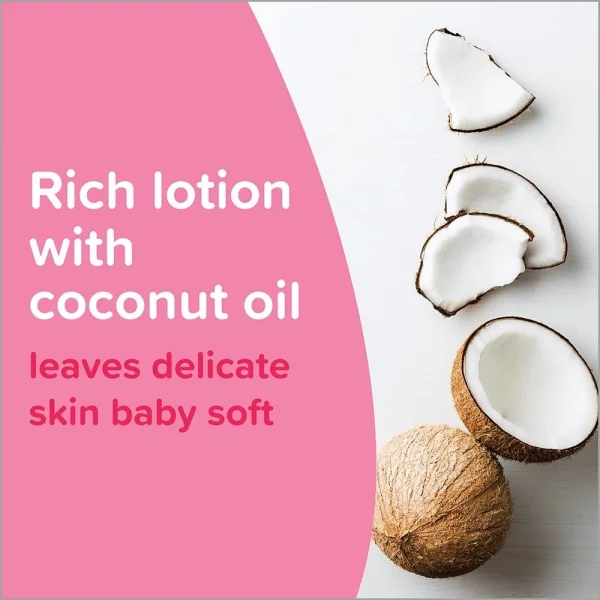 Rich lotion
with
coconut oil
leaves delicate
skin baby soft